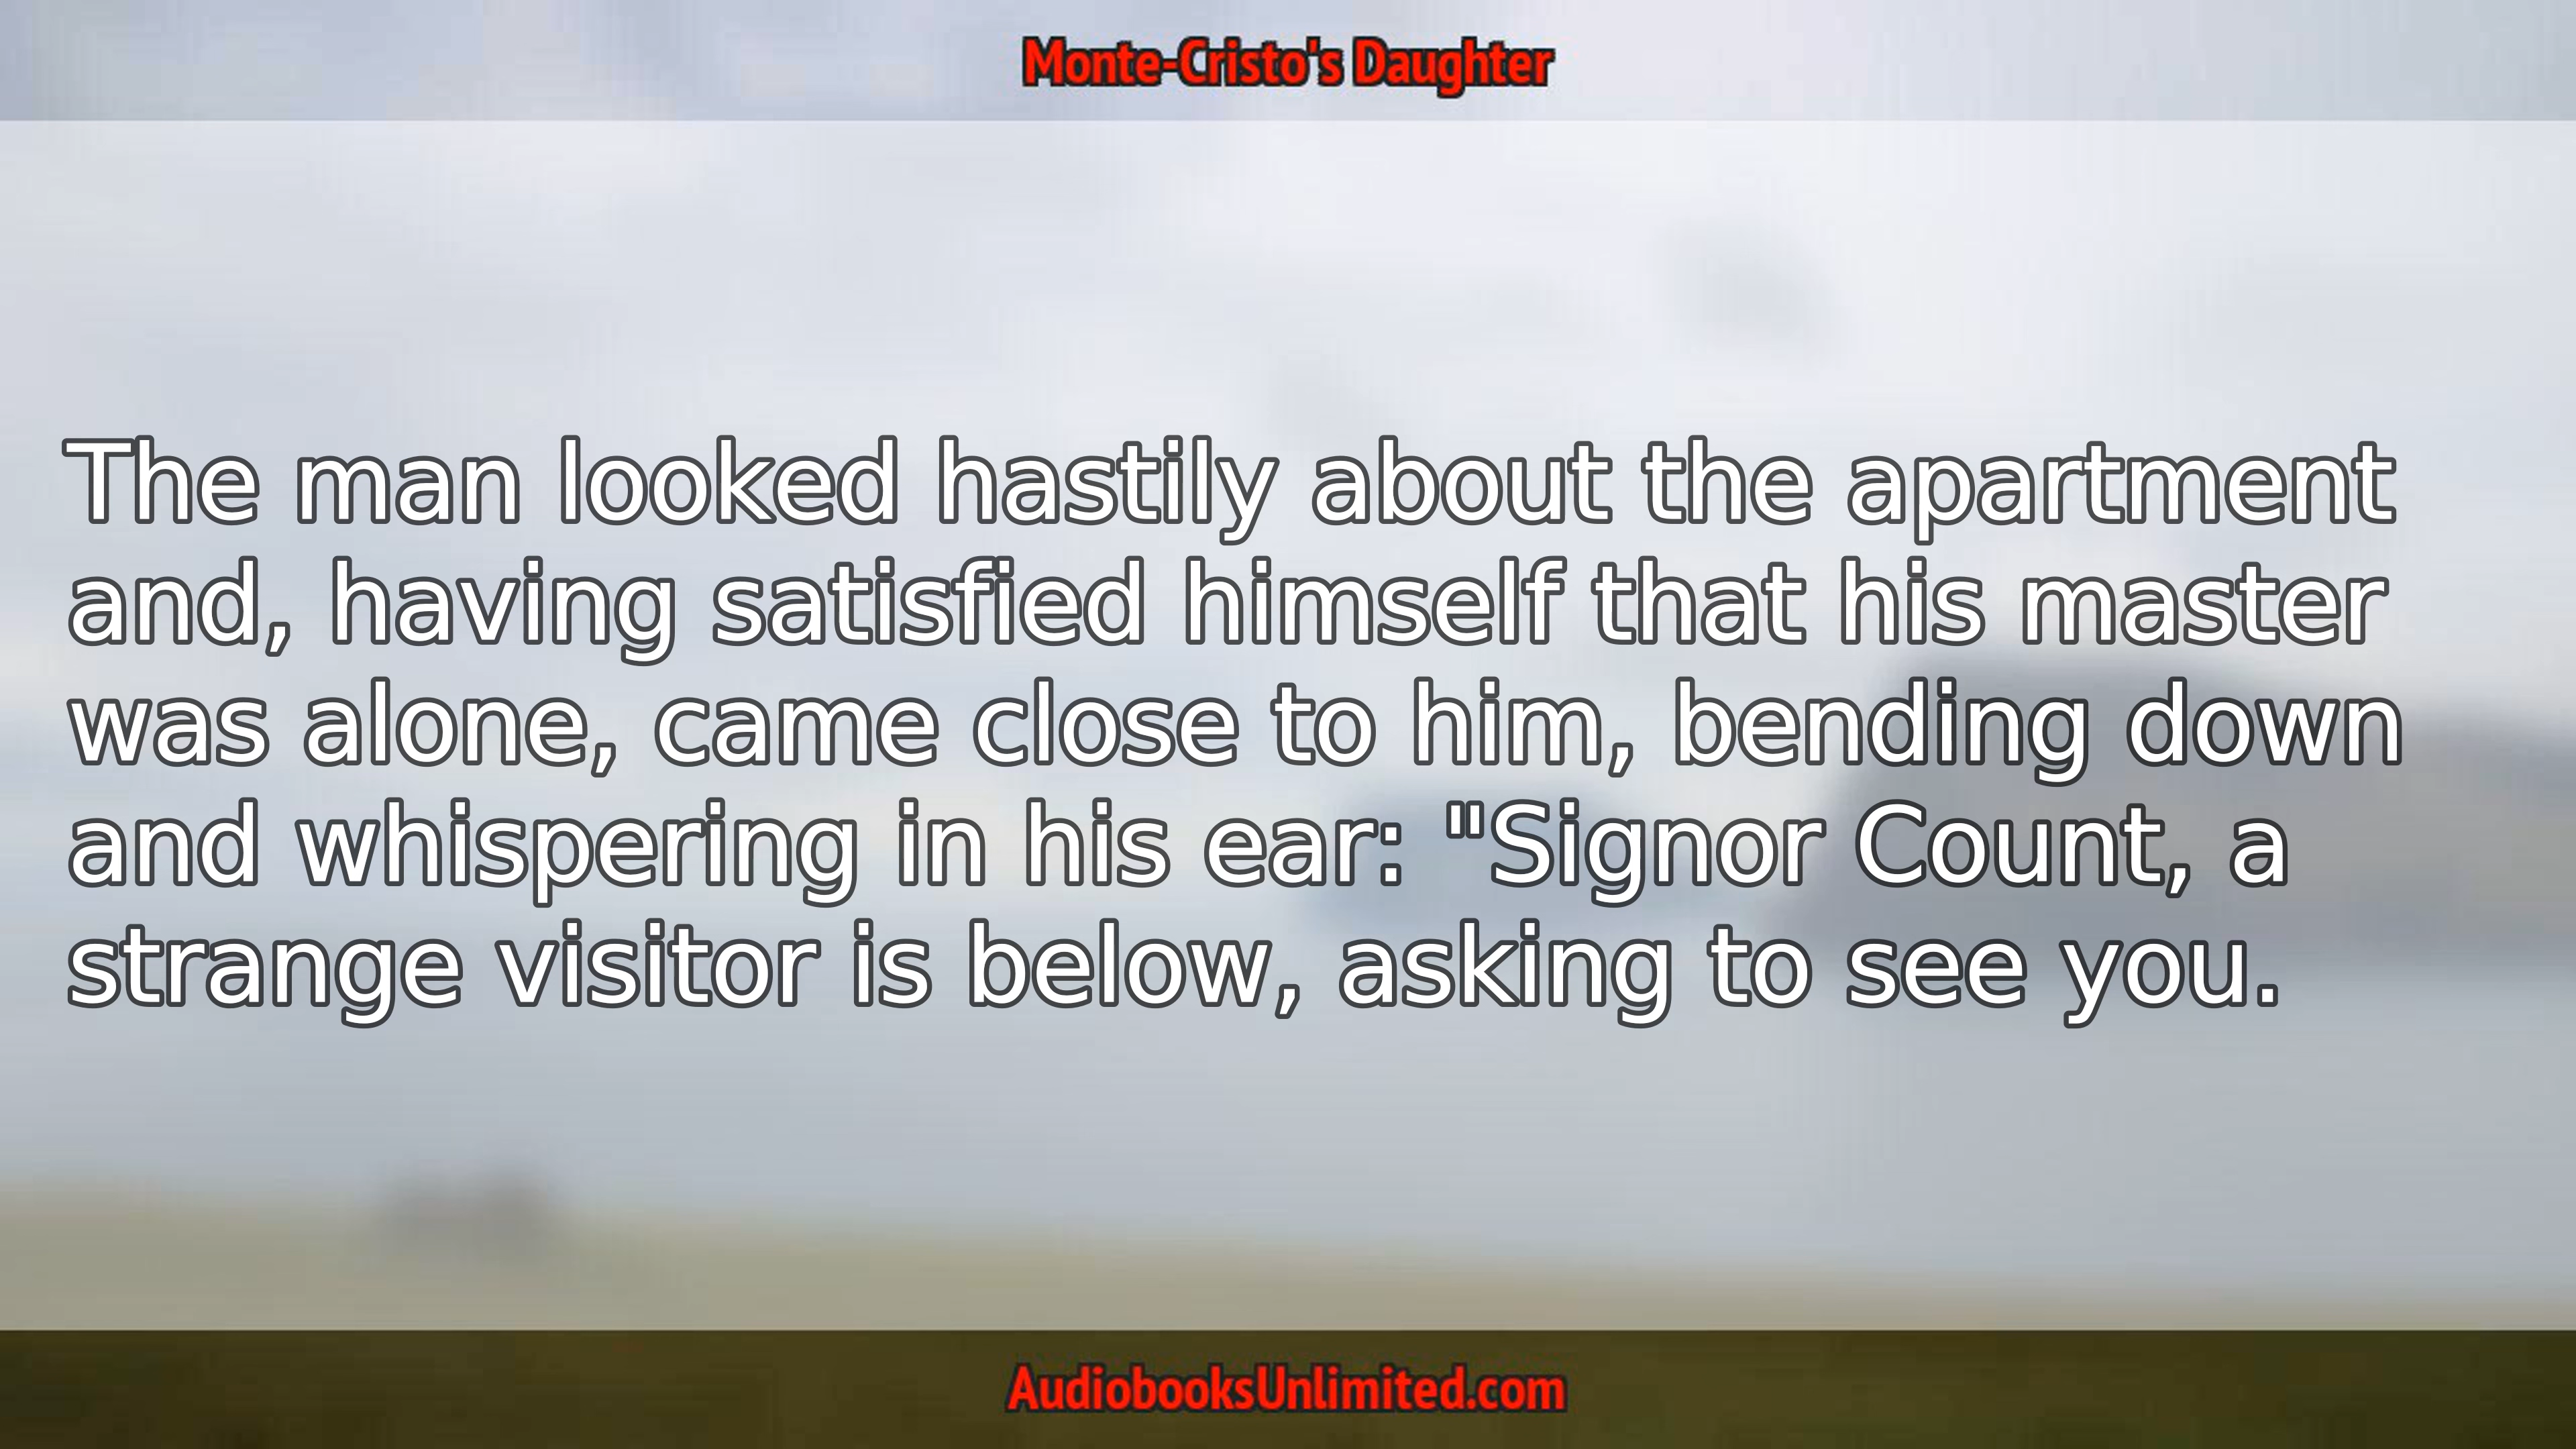 Monte-Cristo's Daughter
The man looked hastily about the apartment
and, having satisfied himself that his master
was alone, came close to him, bending down
and whispering in his ear: "Signor Count, a
strange visitor is below, asking to see you.
AudiobooksUnlimited.com